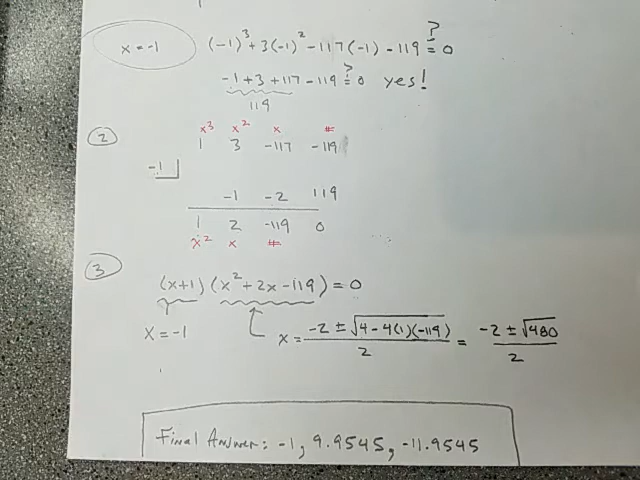 x = -1 (-1)³ + 3(-1)² - 117(-1) - 119 ≟ 0
-1 + 3 + 117 - 119 ≟ 0 yes!
119
② x³ x² x #
1 3 -117 -119
-1
-1 -2 119
1 2 -119 0
x² x #
③
(x+1) (x² + 2x - 119) = 0
x = -1 x = (-2 ± √(4 - 4(1)(-119)))/2 = (-2 ± √480)/2
Final Answer: -1, 9.9545, -11.9545